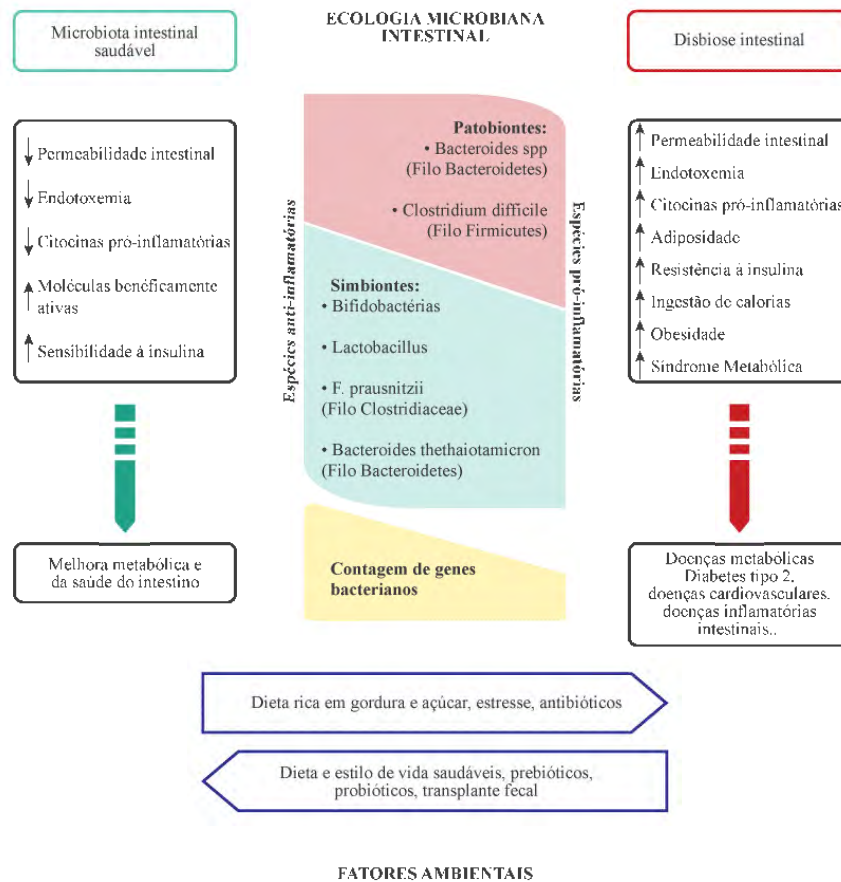 ECOLOGIA MICROBIANA
INTESTINAL
Microbiota intestinal
saudável
Disbiose intestinal
↓ Permeabilidade intestinal
↓ Endotoxemia
↓ Citocinas pró-inflamatórias
↑ Moléculas benéficamente
ativas
↑ Sensibilidade à insulina
Melhora metabólica e
da saúde do intestino
Espécies anti-inflamatórias
Patobiontes:
• Bacteroides spp
(Filo Bacteroidetes)
• Clostridium difficile
(Filo Firmicutes)
Simbiontes:
• Bifidobactérias
• Lactobacillus
• F. prausnitzii
(Filo Clostridiaceae)
• Bacteroides thethaiotamicron
(Filo Bacteroidetes)
Contagem de genes
bacterianos
Espécies pró-inflamatórias
↑ Permeabilidade intestinal
↑ Endotoxemia
↑ Citocinas pró-inflamatórias
↑ Adiposidade
↑ Resistência à insulina
↑ Ingestão de calorias
↑ Obesidade
↑ Síndrome Metabólica
Doenças metabólicas
Diabetes tipo 2,
doenças cardiovasculares,
doenças inflamatórias
intestinais..
Dieta rica em gordura e açúcar, estresse, antibióticos
Dieta e estilo de vida saudáveis, prebióticos,
probióticos, transplante fecal
FATORES AMBIENTAIS